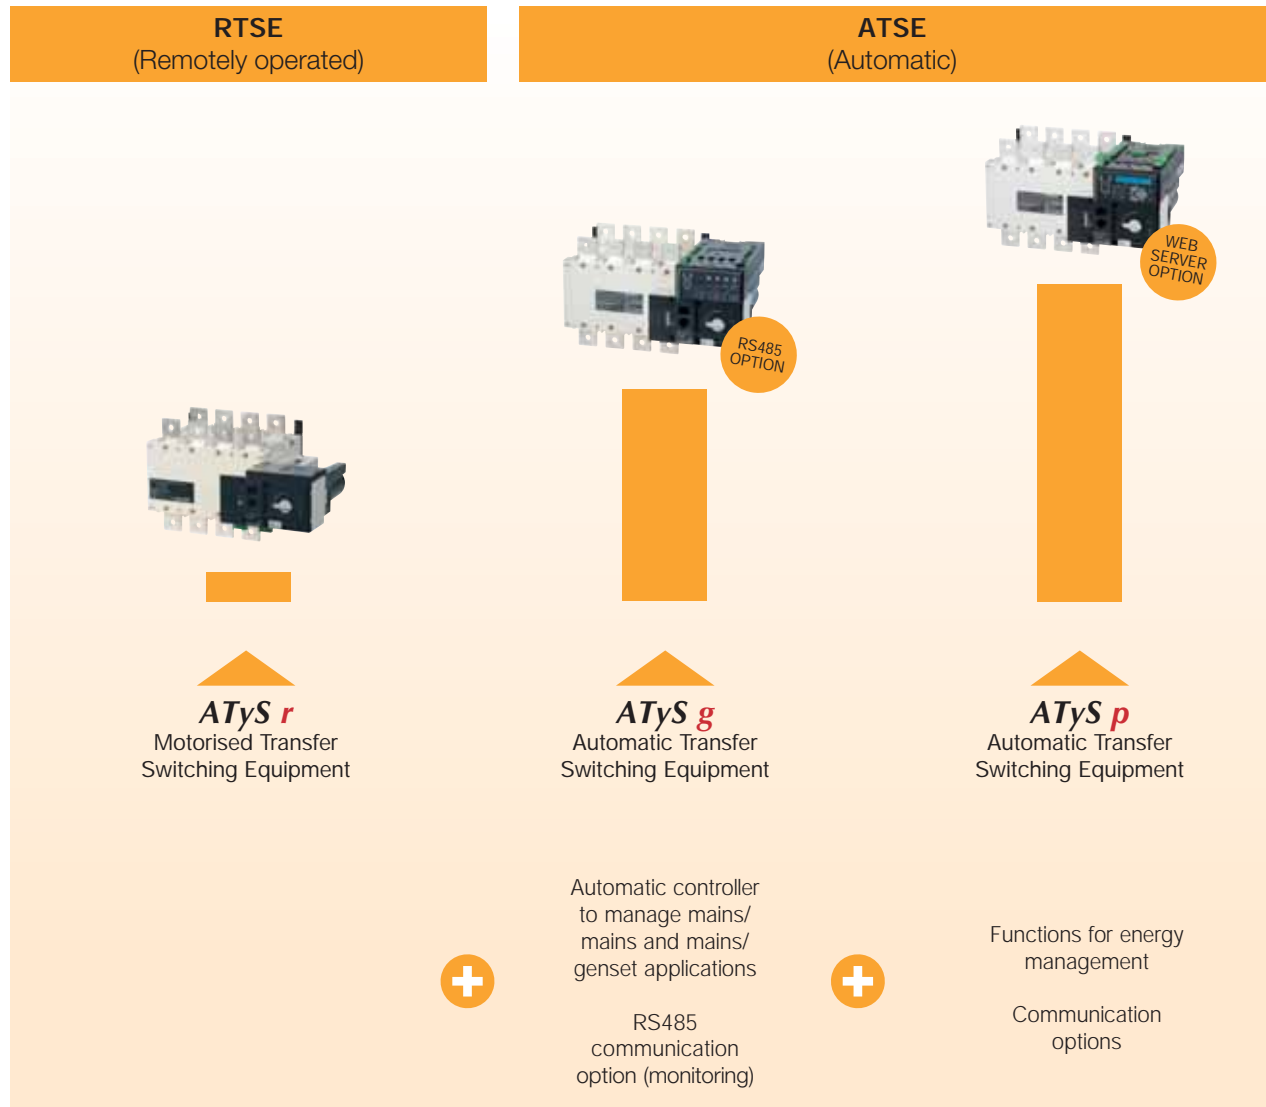 RTSE
(Remotely operated)
ATSE
(Automatic)
WEB
SERVER
OPTION
RS485
OPTION
ATyS r
Motorised Transfer
Switching Equipment
ATyS g
Automatic Transfer
Switching Equipment
ATyS p
Automatic Transfer
Switching Equipment
Automatic controller
to manage mains/
mains and mains/
genset applications
RS485
communication
option (monitoring)
Functions for energy
management
Communication
options